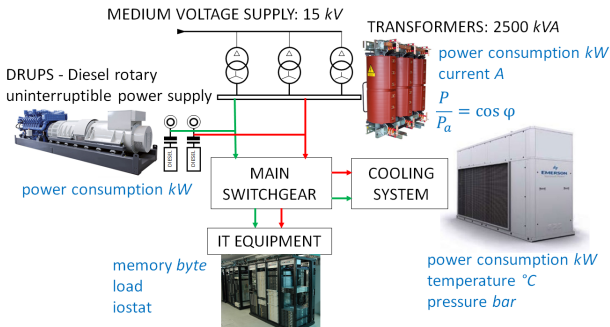 MEDIUM VOLTAGE SUPPLY: 15 kV
TRANSFORMERS: 2500 kVA
power consumption kW
current A
P/Pa = cos φ
DRUPS - Diesel rotary
uninterruptible power supply
DIESEL
DIESEL
power consumption kW
MAIN
SWITCHGEAR
COOLING
SYSTEM
EMERSON
IT EQUIPMENT
memory byte
load
iostat
power consumption kW
temperature °C
pressure bar